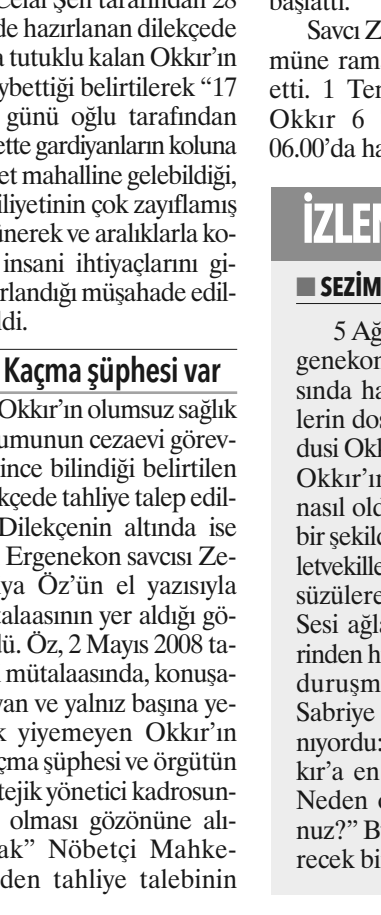 Celal Şen tarafından 28
de hazırlanan dilekçede
a tutuklu kalan Okkır’ın
ybettiği belirtilerek “17
günü oğlu tarafından
ette gardiyanların koluna
et mahalline gelebildiği,
iliyetinin çok zayıflamış
ünerek ve aralıklarla ko-
insani ihtiyaçlarını gi-
rlandığı müşahade edil-
ldi.
Kaçma şüphesi var
Okkır’ın olumsuz sağlık
umunun cezaevi görev-
ince bilindiği belirtilen
kçede tahliye talep edil-
Dilekçenin altında ise
Ergenekon savcısı Ze-
ya Öz’ün el yazısıyla
talaasının yer aldığı gö-
dü. Öz, 2 Mayıs 2008 ta-
i mütalaasında, konuşa-
yan ve yalnız başına ye-
k yiyemeyen Okkır’ın
çma şüphesi ve örgütün
tejik yönetici kadrosun-
olması gözönüne alı-
ak” Nöbetçi Mahke-
den tahliye talebinin
başlattı.
Savcı Z
müne ram
etti. 1 Ter
Okkır 6
06.00’da ha
İZLEN
■ SEZİM
5 Ağ
genekon
sında ha
lerin dos
dusi Okk
Okkır’ın
nasıl old
bir şekild
letvekille
süzülere
Sesi ağla
rinden h
duruşm
Sabriye
nıyordu:
kır’a en
Neden o
nuz?” B
recek bi